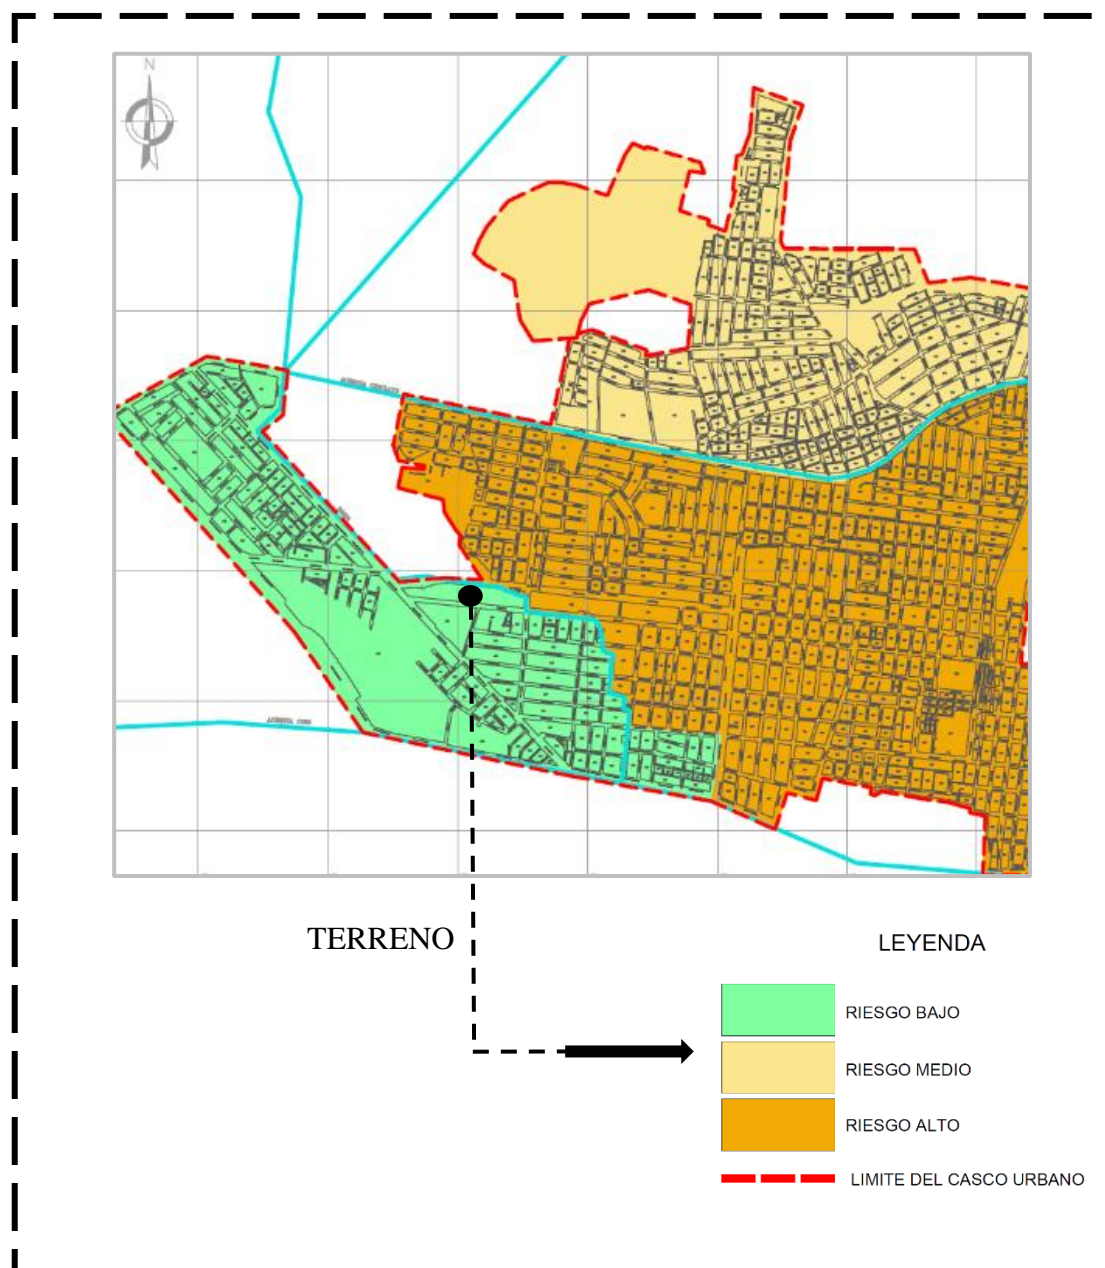 N
TERRENO
LEYENDA
RIESGO BAJO
RIESGO MEDIO
RIESGO ALTO
LIMITE DEL CASCO URBANO